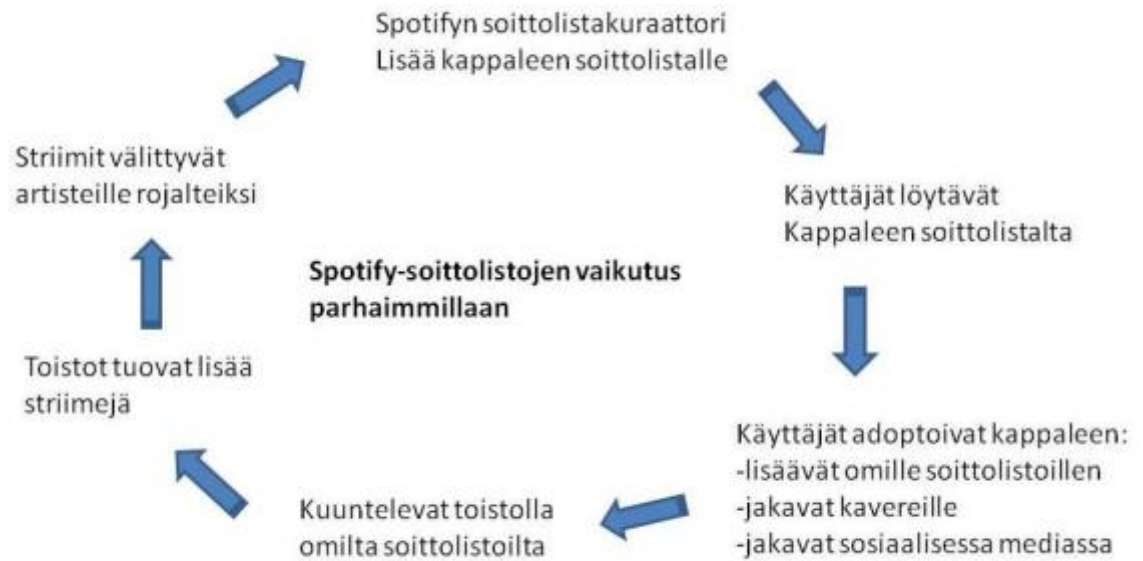 Spotifyn soittolistakuraattori
Lisää kappaleen soittolistalle
Käyttäjät löytävät
Kappaleen soittolistalta
Käyttäjät adoptoivat kappaleen:
-lisäävät omille soittolistoillen
-jakavat kavereille
-jakavat sosiaalisessa mediassa
Kuuntelevat toistolla
omilta soittolistoilta
Toistot tuovat lisää
striimejä
Striimit välittyvät
artisteille rojalteiksi
Spotify-soittolistojen vaikutus
parhaimmillaan